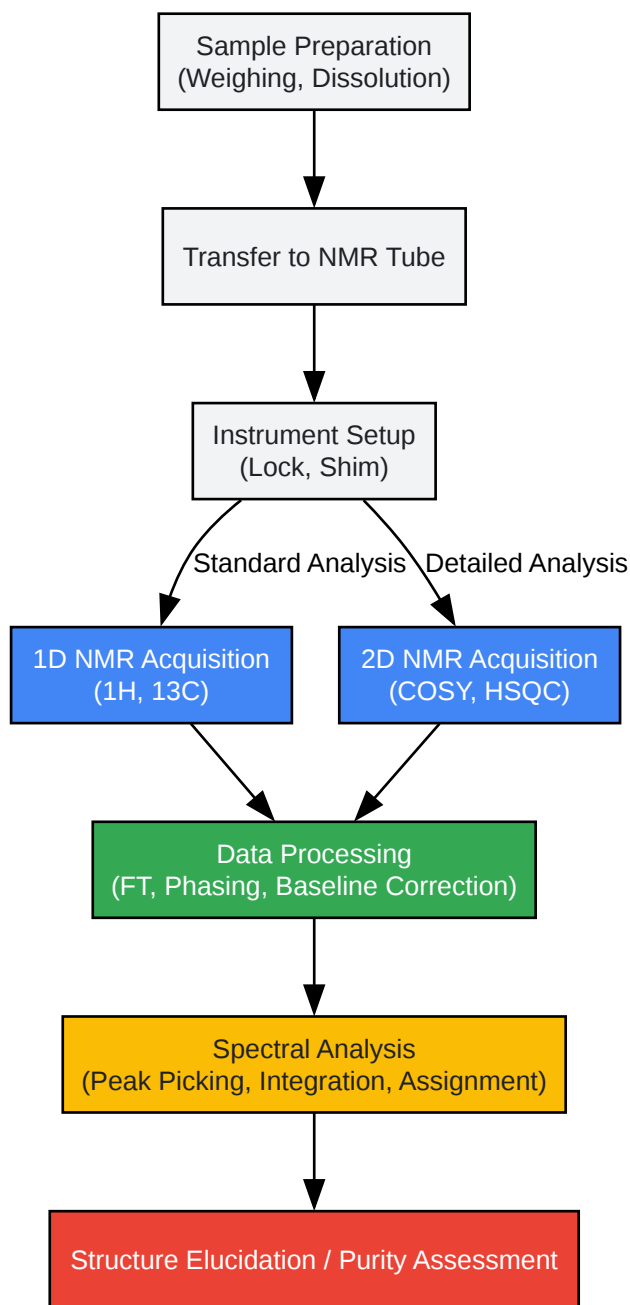 Sample Preparation
(Weighing, Dissolution)
Transfer to NMR Tube
Instrument Setup
(Lock, Shim)
Standard Analysis
Detailed Analysis
1D NMR Acquisition
(1H, 13C)
2D NMR Acquisition
(COSY, HSQC)
Data Processing
(FT, Phasing, Baseline Correction)
Spectral Analysis
(Peak Picking, Integration, Assignment)
Structure Elucidation / Purity Assessment